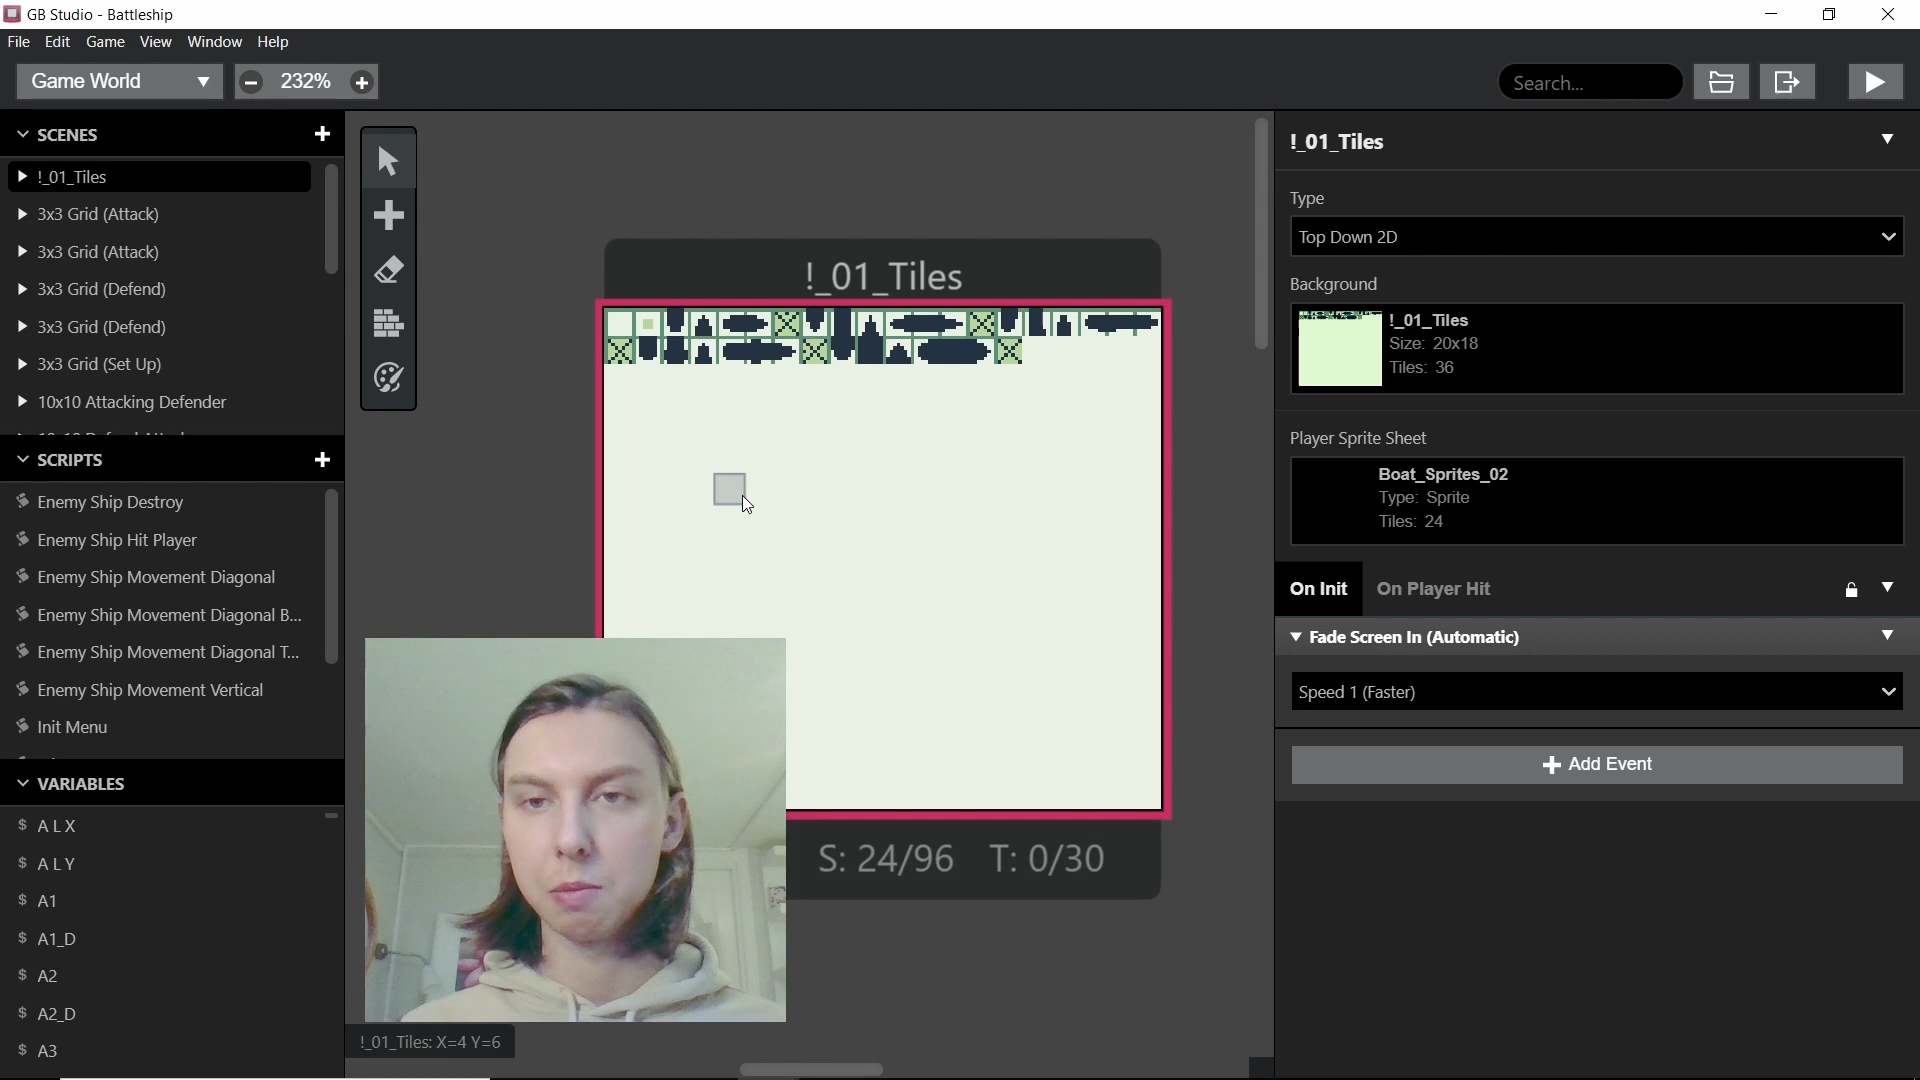 GB Studio - Battleship
File Edit Game View Window Help
Game World
232%
Search...
SCENES
!_01_Tiles
3x3 Grid (Attack)
3x3 Grid (Attack)
3x3 Grid (Defend)
3x3 Grid (Defend)
3x3 Grid (Set Up)
10x10 Attacking Defender
SCRIPTS
Enemy Ship Destroy
Enemy Ship Hit Player
Enemy Ship Movement Diagonal
Enemy Ship Movement Diagonal B...
Enemy Ship Movement Diagonal T...
Enemy Ship Movement Vertical
Init Menu
VARIABLES
$ A L X
$ A L Y
$ A1
$ A1_D
$ A2
$ A2_D
$ A3
!_01_Tiles
S: 24/96 T: 0/30
!_01_Tiles: X=4 Y=6
!_01_Tiles
Type
Top Down 2D
Background
!_01_Tiles
Size: 20x18
Tiles: 36
Player Sprite Sheet
Boat_Sprites_02
Type: Sprite
Tiles: 24
On Init On Player Hit
Fade Screen In (Automatic)
Speed 1 (Faster)
Add Event